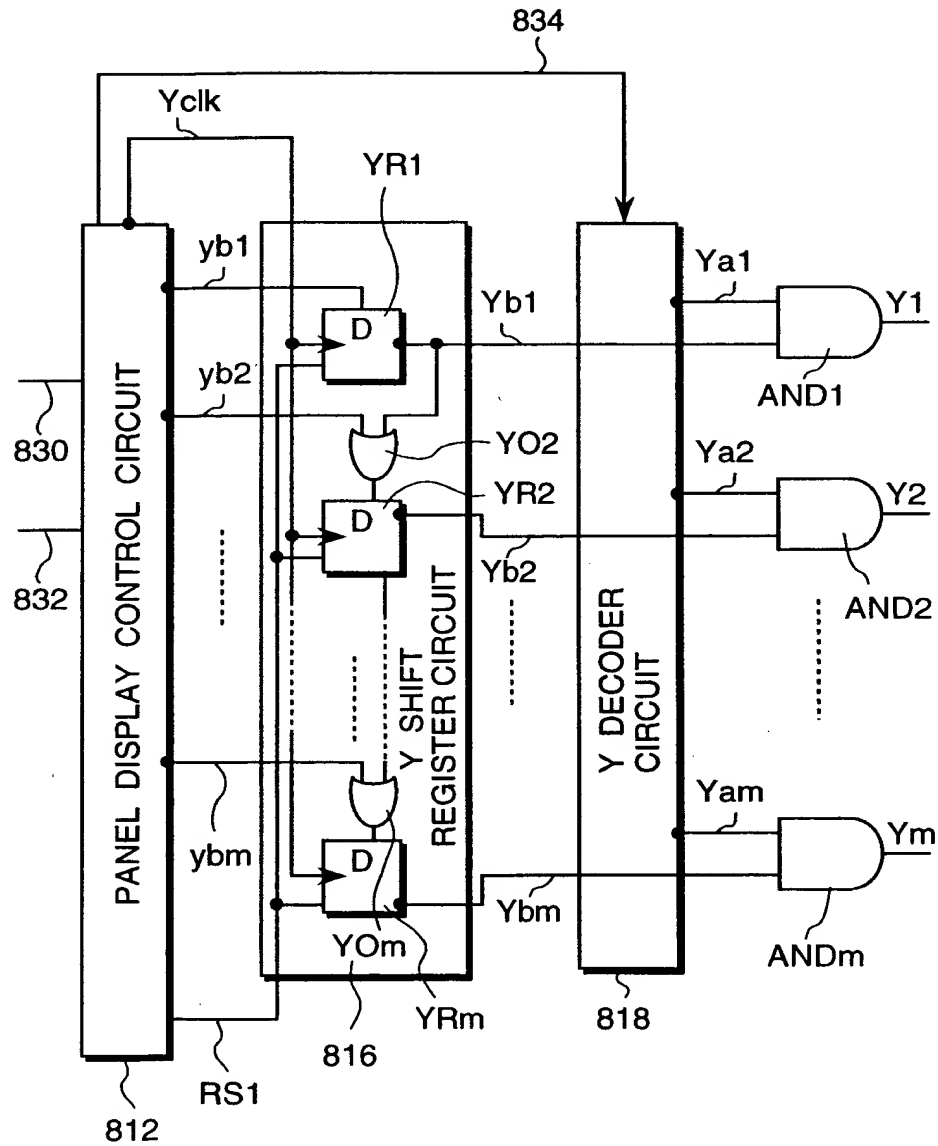 834
Yclk
YR1
yb1
Yb1
Ya1
Y1
D
AND1
830
yb2
YO2
Ya2
Y2
YR2
D
832
Yb2
AND2
PANEL DISPLAY CONTROL CIRCUIT
Y SHIFT
REGISTER CIRCUIT
Y DECODER
CIRCUIT
Yam
Ym
ybm
D
Ybm
YOm
ANDm
YRm
816
818
RS1
812